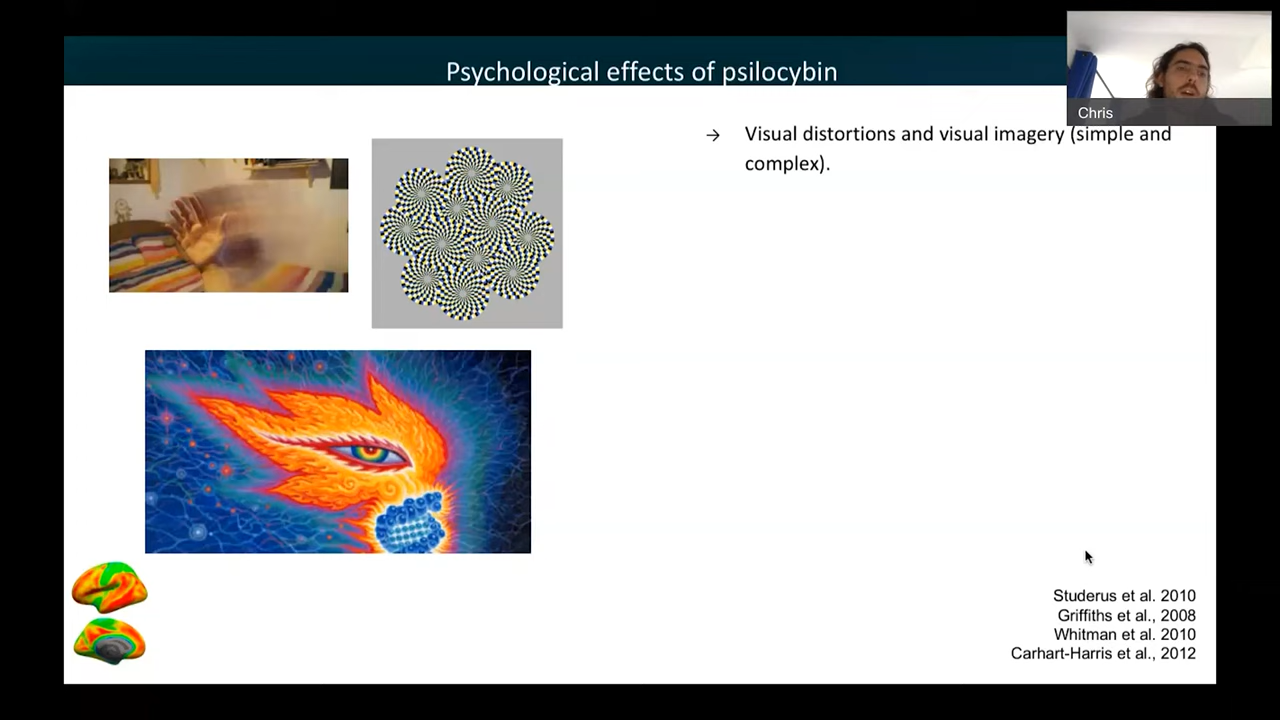 Psychological effects of psilocybin
Chris
→ Visual distortions and visual imagery (simple and
complex).
Studerus et al. 2010
Griffiths et al., 2008
Whitman et al. 2010
Carhart-Harris et al., 2012